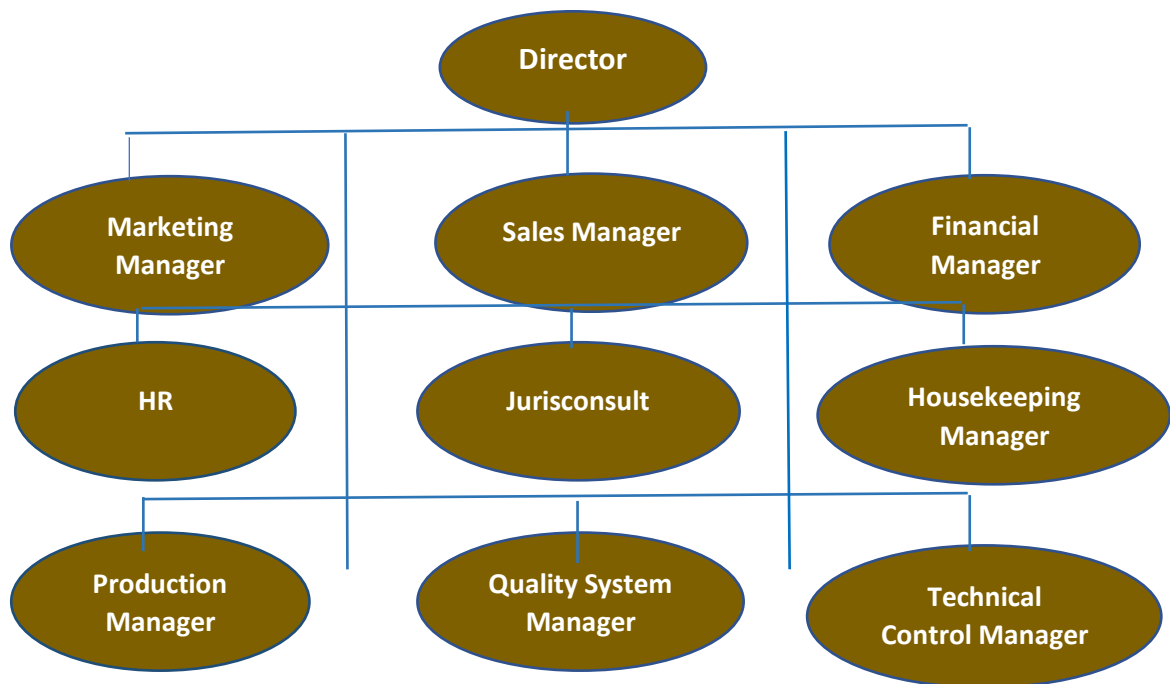 Director
Marketing
Manager
Sales Manager
Financial
Manager
HR
Jurisconsult
Housekeeping
Manager
Production
Manager
Quality System
Manager
Technical
Control Manager